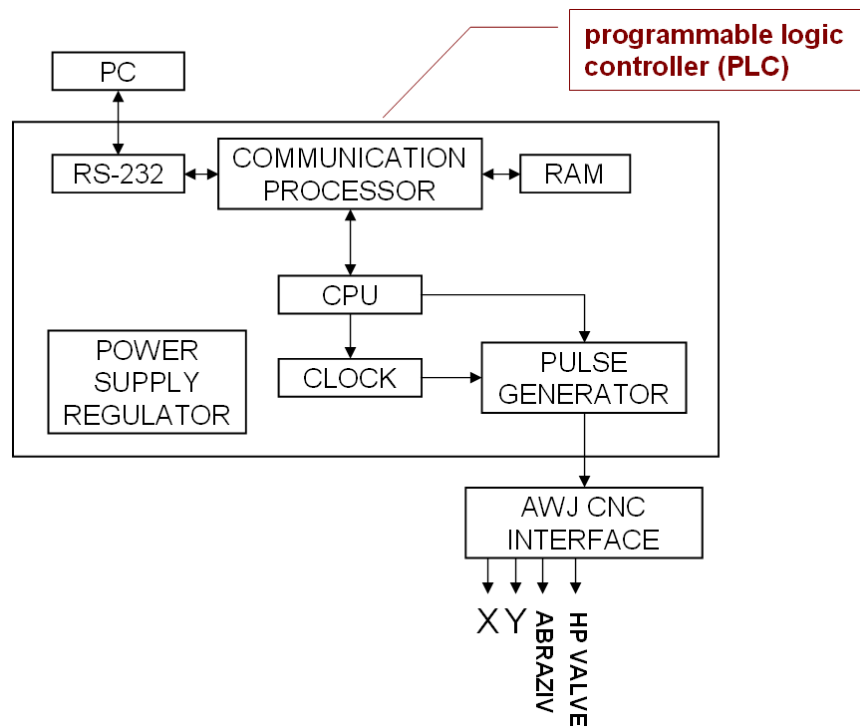 programmable logic
controller (PLC)
PC
RS-232
COMMUNICATION
PROCESSOR
RAM
CPU
POWER
SUPPLY
REGULATOR
CLOCK
PULSE
GENERATOR
AWJ CNC
INTERFACE
X
Y
ABRAZIV
HP VALVE